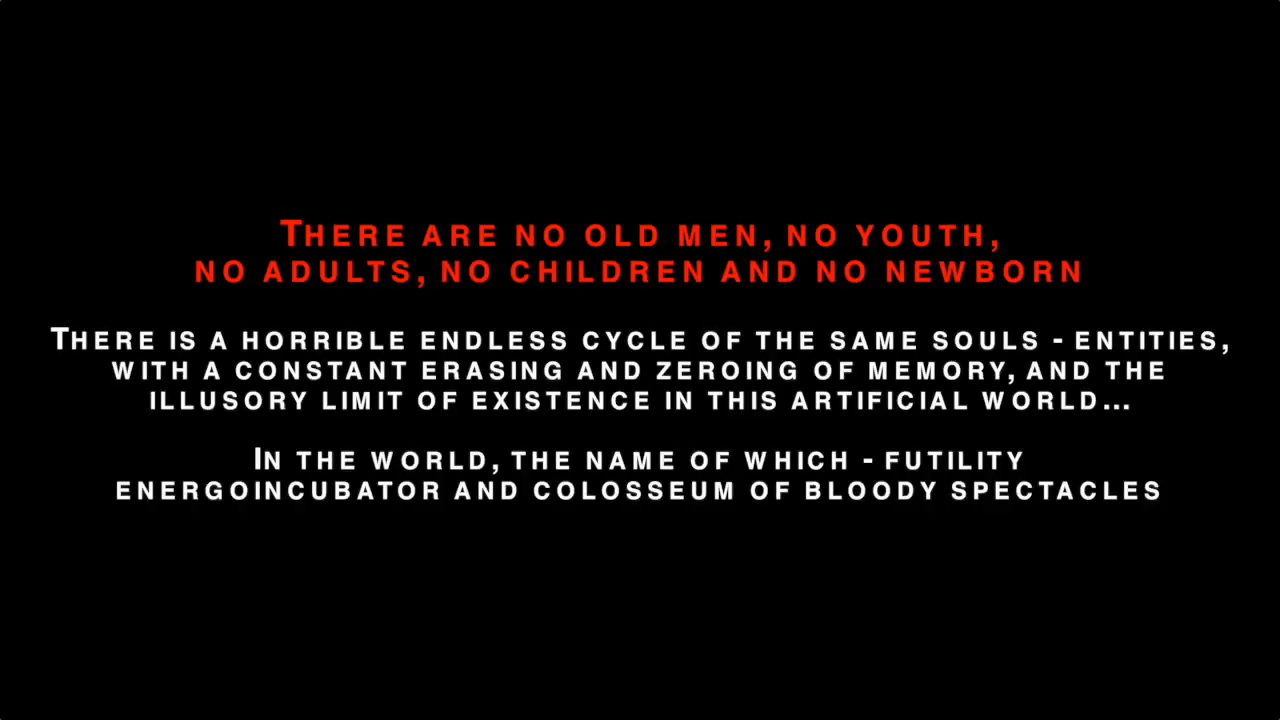 THERE ARE NO OLD MEN, NO YOUTH,
NO ADULTS, NO CHILDREN AND NO NEWBORN
THERE IS A HORRIBLE ENDLESS CYCLE OF THE SAME SOULS - ENTITIES,
WITH A CONSTANT ERASING AND ZEROING OF MEMORY, AND THE
ILLUSORY LIMIT OF EXISTENCE IN THIS ARTIFICIAL WORLD...
IN THE WORLD, THE NAME OF WHICH - FUTILITY
ENERGOINCUBATOR AND COLOSSEUM OF BLOODY SPECTACLES